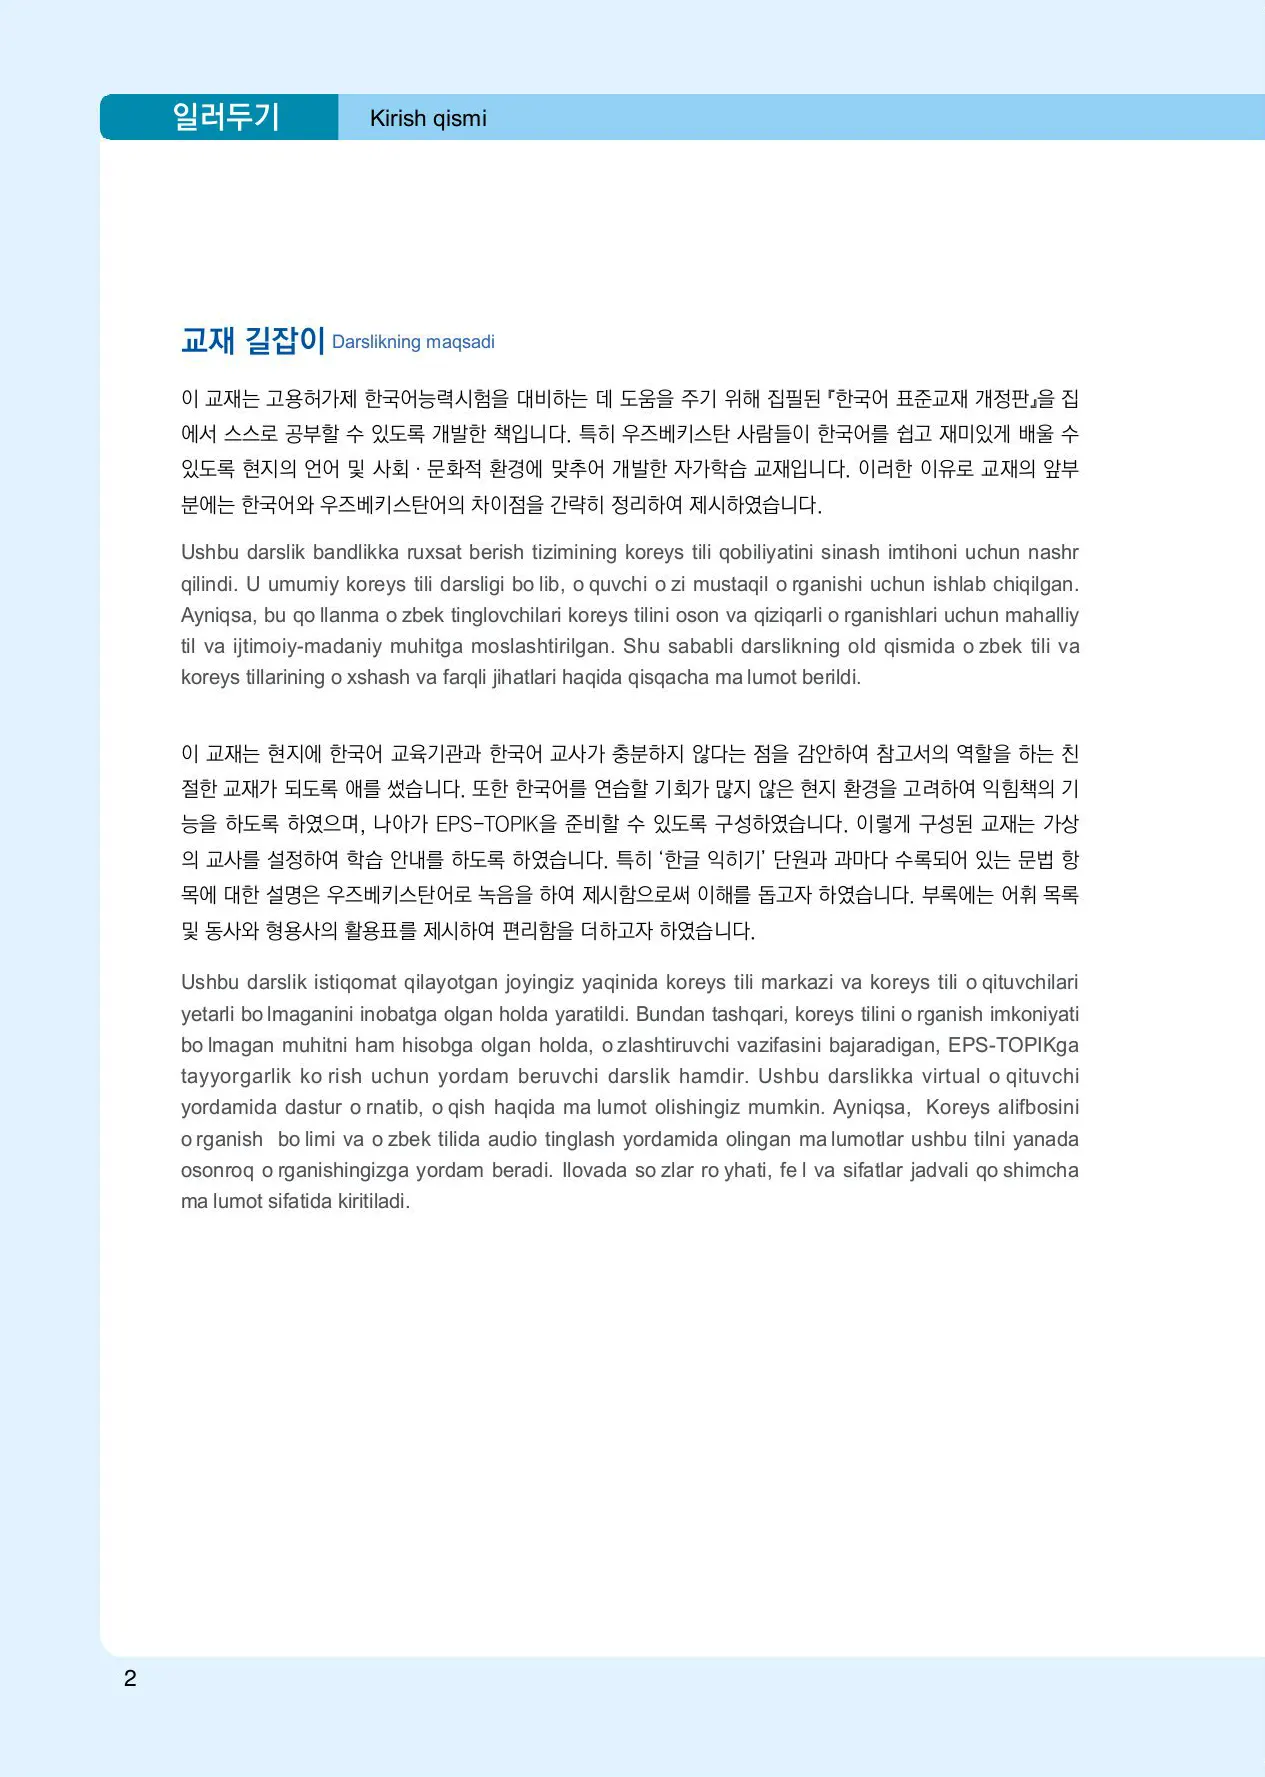 일러두기 Kirish qismi
교재 길잡이 Darslikning maqsadi
이 교재는 고용허가제 한국어능력시험을 대비하는 데 도움을 주기 위해 집필된 『한국어 표준교재 개정판』을 집
에서 스스로 공부할 수 있도록 개발한 책입니다. 특히 우즈베키스탄 사람들이 한국어를 쉽고 재미있게 배울 수
있도록 현지의 언어 및 사회·문화적 환경에 맞추어 개발한 자가학습 교재입니다. 이러한 이유로 교재의 앞부
분에는 한국어와 우즈베키스탄어의 차이점을 간략히 정리하여 제시하였습니다.
Ushbu darslik bandlikka ruxsat berish tizimining koreys tili qobiliyatini sinash imtihoni uchun nashr
qilindi. U umumiy koreys tili darsligi bo lib, o quvchi o zi mustaqil o rganishi uchun ishlab chiqilgan.
Ayniqsa, bu qo llanma o zbek tinglovchilari koreys tilini oson va qiziqarli o rganishlari uchun mahalliy
til va ijtimoiy-madaniy muhitga moslashtirilgan. Shu sababli darslikning old qismida o zbek tili va
koreys tillarining o xshash va farqli jihatlari haqida qisqacha ma lumot berildi.
이 교재는 현지에 한국어 교육기관과 한국어 교사가 충분하지 않다는 점을 감안하여 참고서의 역할을 하는 친
절한 교재가 되도록 애를 썼습니다. 또한 한국어를 연습할 기회가 많지 않은 현지 환경을 고려하여 익힘책의 기
능을 하도록 하였으며, 나아가 EPS-TOPIK을 준비할 수 있도록 구성하였습니다. 이렇게 구성된 교재는 가상
의 교사를 설정하여 학습 안내를 하도록 하였습니다. 특히 ‘한글 익히기’ 단원과 과마다 수록되어 있는 문법 항
목에 대한 설명은 우즈베키스탄어로 녹음을 하여 제시함으로써 이해를 돕고자 하였습니다. 부록에는 어휘 목록
및 동사와 형용사의 활용표를 제시하여 편리함을 더하고자 하였습니다.
Ushbu darslik istiqomat qilayotgan joyingiz yaqinida koreys tili markazi va koreys tili o qituvchilari
yetarli bo lmaganini inobatga olgan holda yaratildi. Bundan tashqari, koreys tilini o rganish imkoniyati
bo lmagan muhitni ham hisobga olgan holda, o zlashtiruvchi vazifasini bajaradigan, EPS-TOPIKga
tayyorgarlik ko rish uchun yordam beruvchi darslik hamdir. Ushbu darslikka virtual o qituvchi
yordamida dastur o rnatib, o qish haqida ma lumot olishingiz mumkin. Ayniqsa, Koreys alifbosini
o rganish bo limi va o zbek tilida audio tinglash yordamida olingan ma lumotlar ushbu tilni yanada
osonroq o rganishingizga yordam beradi. Ilovada so zlar ro yhati, fe l va sifatlar jadvali qo shimcha
ma lumot sifatida kiritiladi.
2